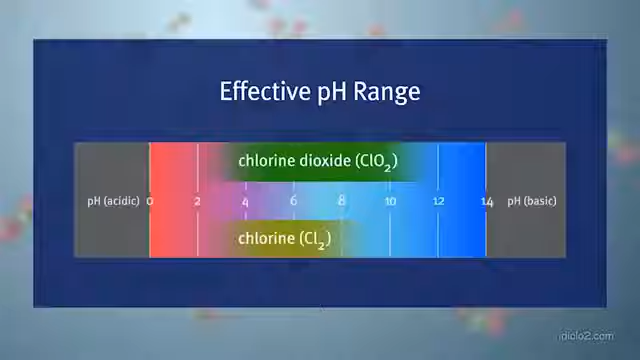 Effective pH Range
chlorine dioxide (ClO₂)
pH (acidic) 0 2 4 6 8 10 12 14 pH (basic)
chlorine (Cl₂)
idiclo2.com